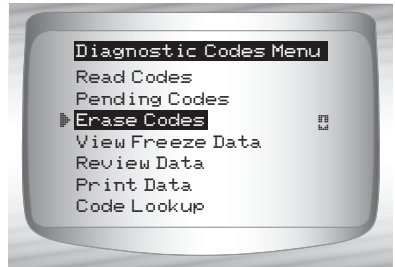 Diagnostic Codes Menu
Read Codes
Pending Codes
Erase Codes
View Freeze Data
Review Data
Print Data
Code Lookup